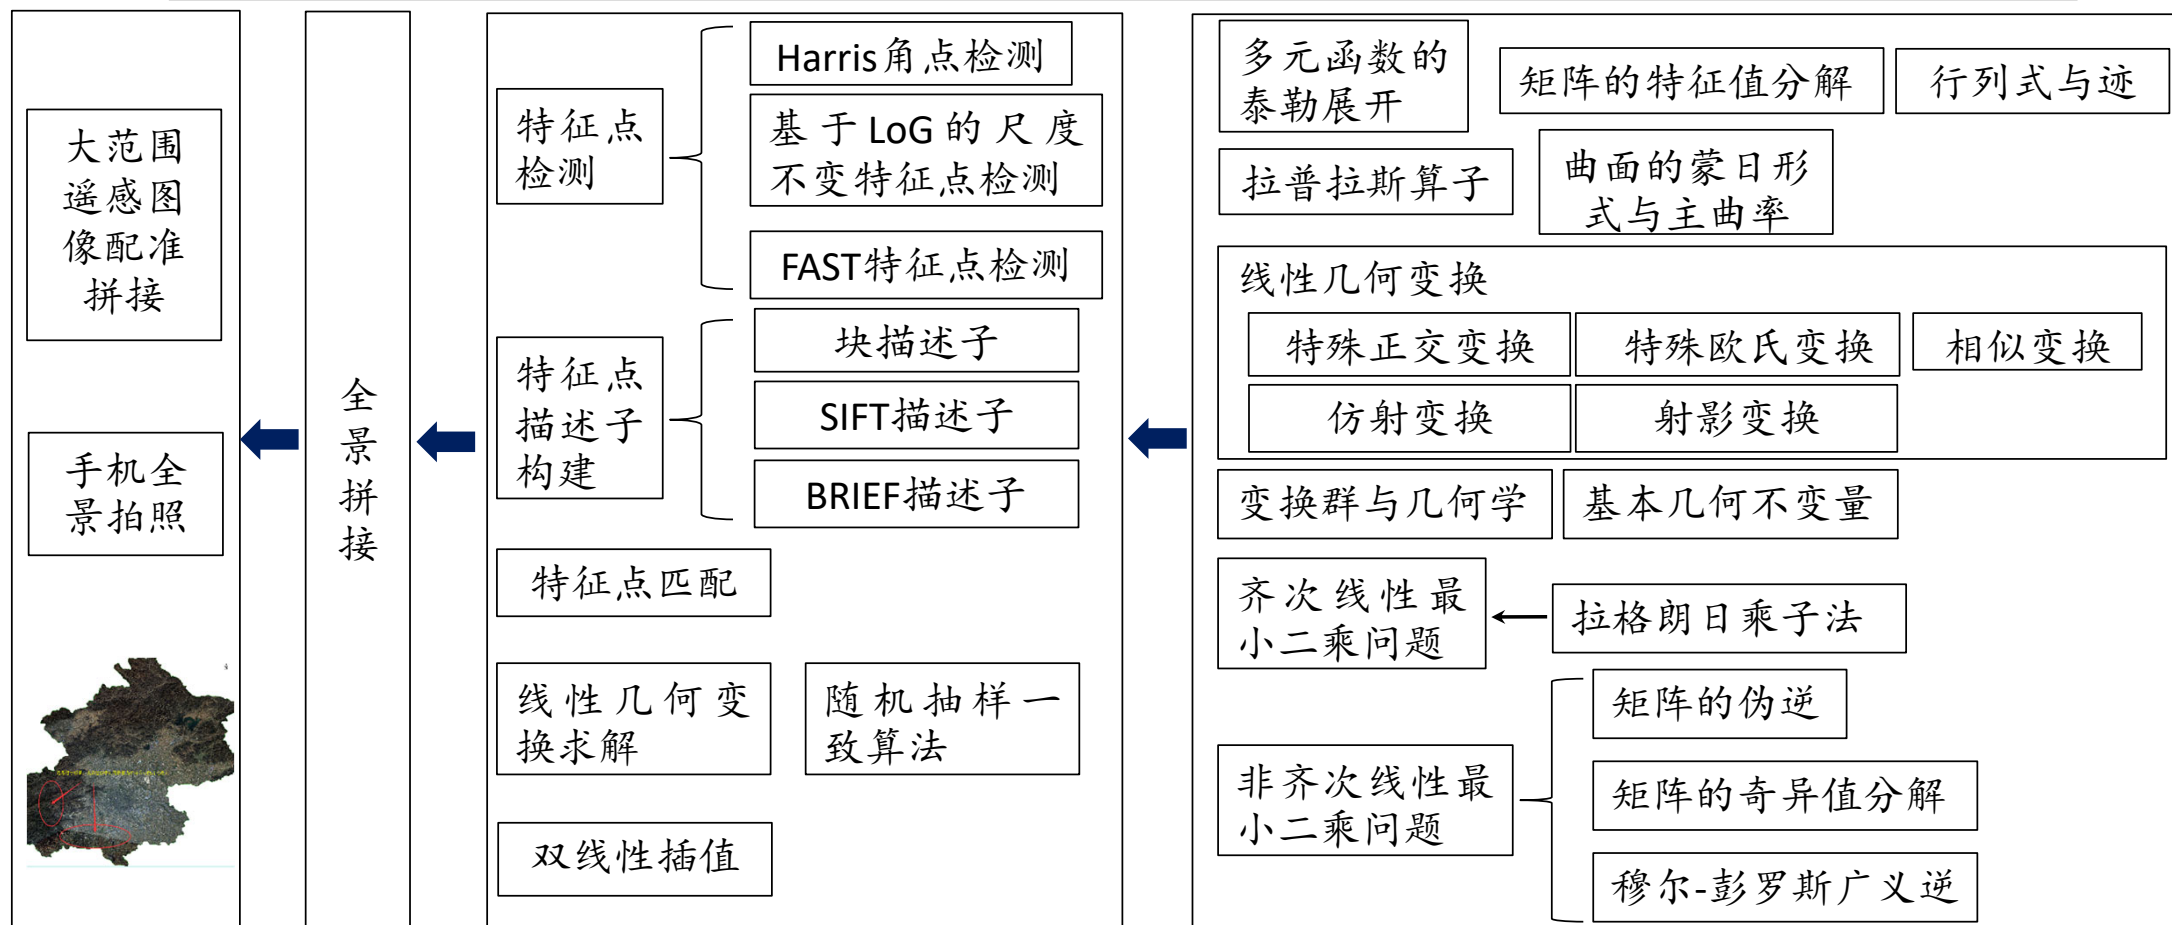 大范围
遥感图
像配准
拼接
手机全
景拍照
全
景
拼
接
特征点
检测
Harris角点检测
基于LoG的尺度
不变特征点检测
FAST特征点检测
特征点
描述子
构建
块描述子
SIFT描述子
BRIEF描述子
特征点匹配
线性几何变
换求解
随机抽样一
致算法
双线性插值
多元函数的
泰勒展开
矩阵的特征值分解
行列式与迹
拉普拉斯算子
曲面的蒙日形
式与主曲率
线性几何变换
特殊正交变换
特殊欧氏变换
相似变换
仿射变换
射影变换
变换群与几何学
基本几何不变量
齐次线性最
小二乘问题
拉格朗日乘子法
非齐次线性最
小二乘问题
矩阵的伪逆
矩阵的奇异值分解
穆尔-彭罗斯广义逆